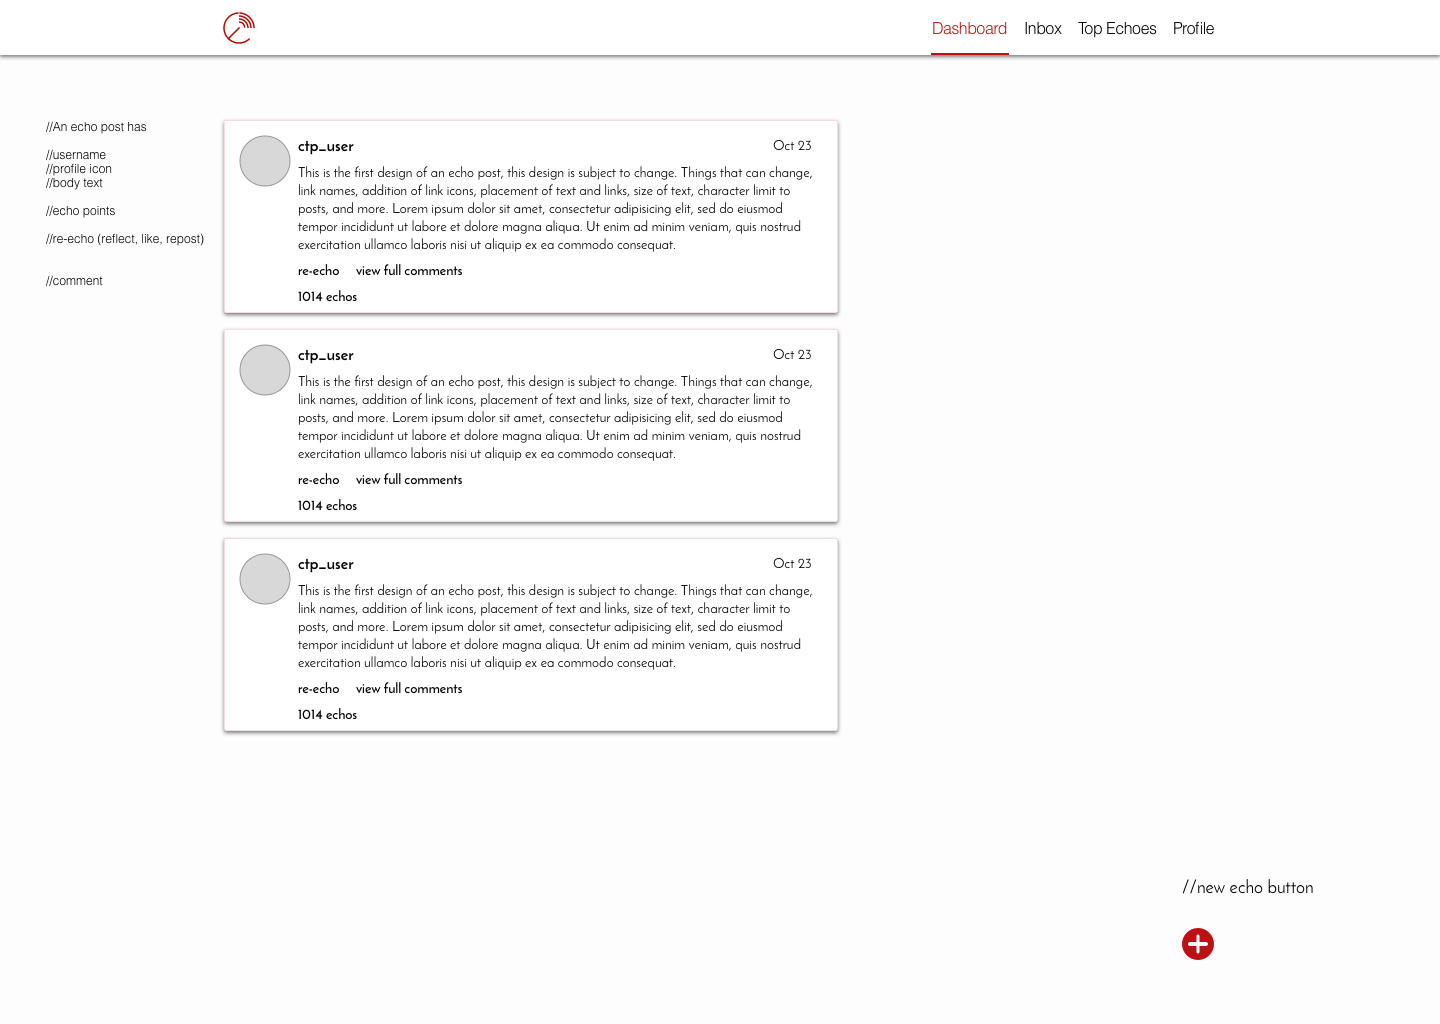 Dashboard Inbox Top Echoes Profile
//An echo post has
//username
//profile icon
//body text
//echo points
//re-echo (reflect, like, repost)
//comment
ctp_user Oct 23
This is the first design of an echo post, this design is subject to change. Things that can change,
link names, addition of link icons, placement of text and links, size of text, character limit to
posts, and more. Lorem ipsum dolor sit amet, consectetur adipisicing elit, sed do eiusmod
tempor incididunt ut labore et dolore magna aliqua. Ut enim ad minim veniam, quis nostrud
exercitation ullamco laboris nisi ut aliquip ex ea commodo consequat.
re-echo view full comments
1014 echos
ctp_user Oct 23
This is the first design of an echo post, this design is subject to change. Things that can change,
link names, addition of link icons, placement of text and links, size of text, character limit to
posts, and more. Lorem ipsum dolor sit amet, consectetur adipisicing elit, sed do eiusmod
tempor incididunt ut labore et dolore magna aliqua. Ut enim ad minim veniam, quis nostrud
exercitation ullamco laboris nisi ut aliquip ex ea commodo consequat.
re-echo view full comments
1014 echos
ctp_user Oct 23
This is the first design of an echo post, this design is subject to change. Things that can change,
link names, addition of link icons, placement of text and links, size of text, character limit to
posts, and more. Lorem ipsum dolor sit amet, consectetur adipisicing elit, sed do eiusmod
tempor incididunt ut labore et dolore magna aliqua. Ut enim ad minim veniam, quis nostrud
exercitation ullamco laboris nisi ut aliquip ex ea commodo consequat.
re-echo view full comments
1014 echos
//new echo button